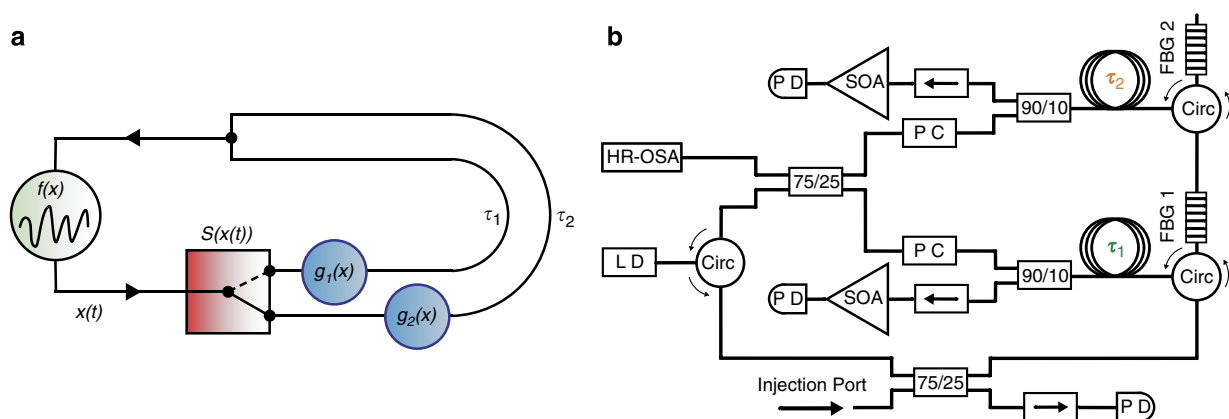 a
f(x)
S(x(t))
x(t)
g1(x)
g2(x)
τ1
τ2
b
P D
SOA
90/10
τ2
FBG 2
Circ
P C
HR-OSA
75/25
L D
Circ
P C
90/10
τ1
FBG 1
Circ
P D
SOA
Injection Port
75/25
P D